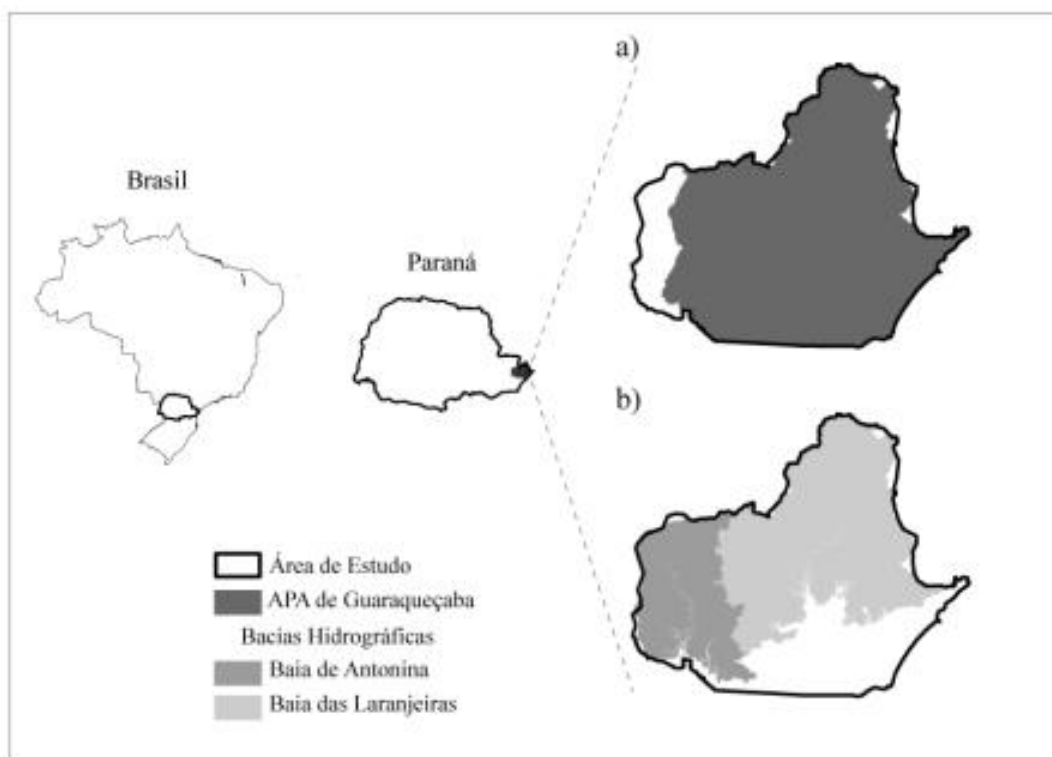 a)
Brasil
Paraná
b)
Área de Estudo
APA de Guaraqueçaba
Bacias Hidrográficas
Baia de Antonina
Baia das Laranjeiras